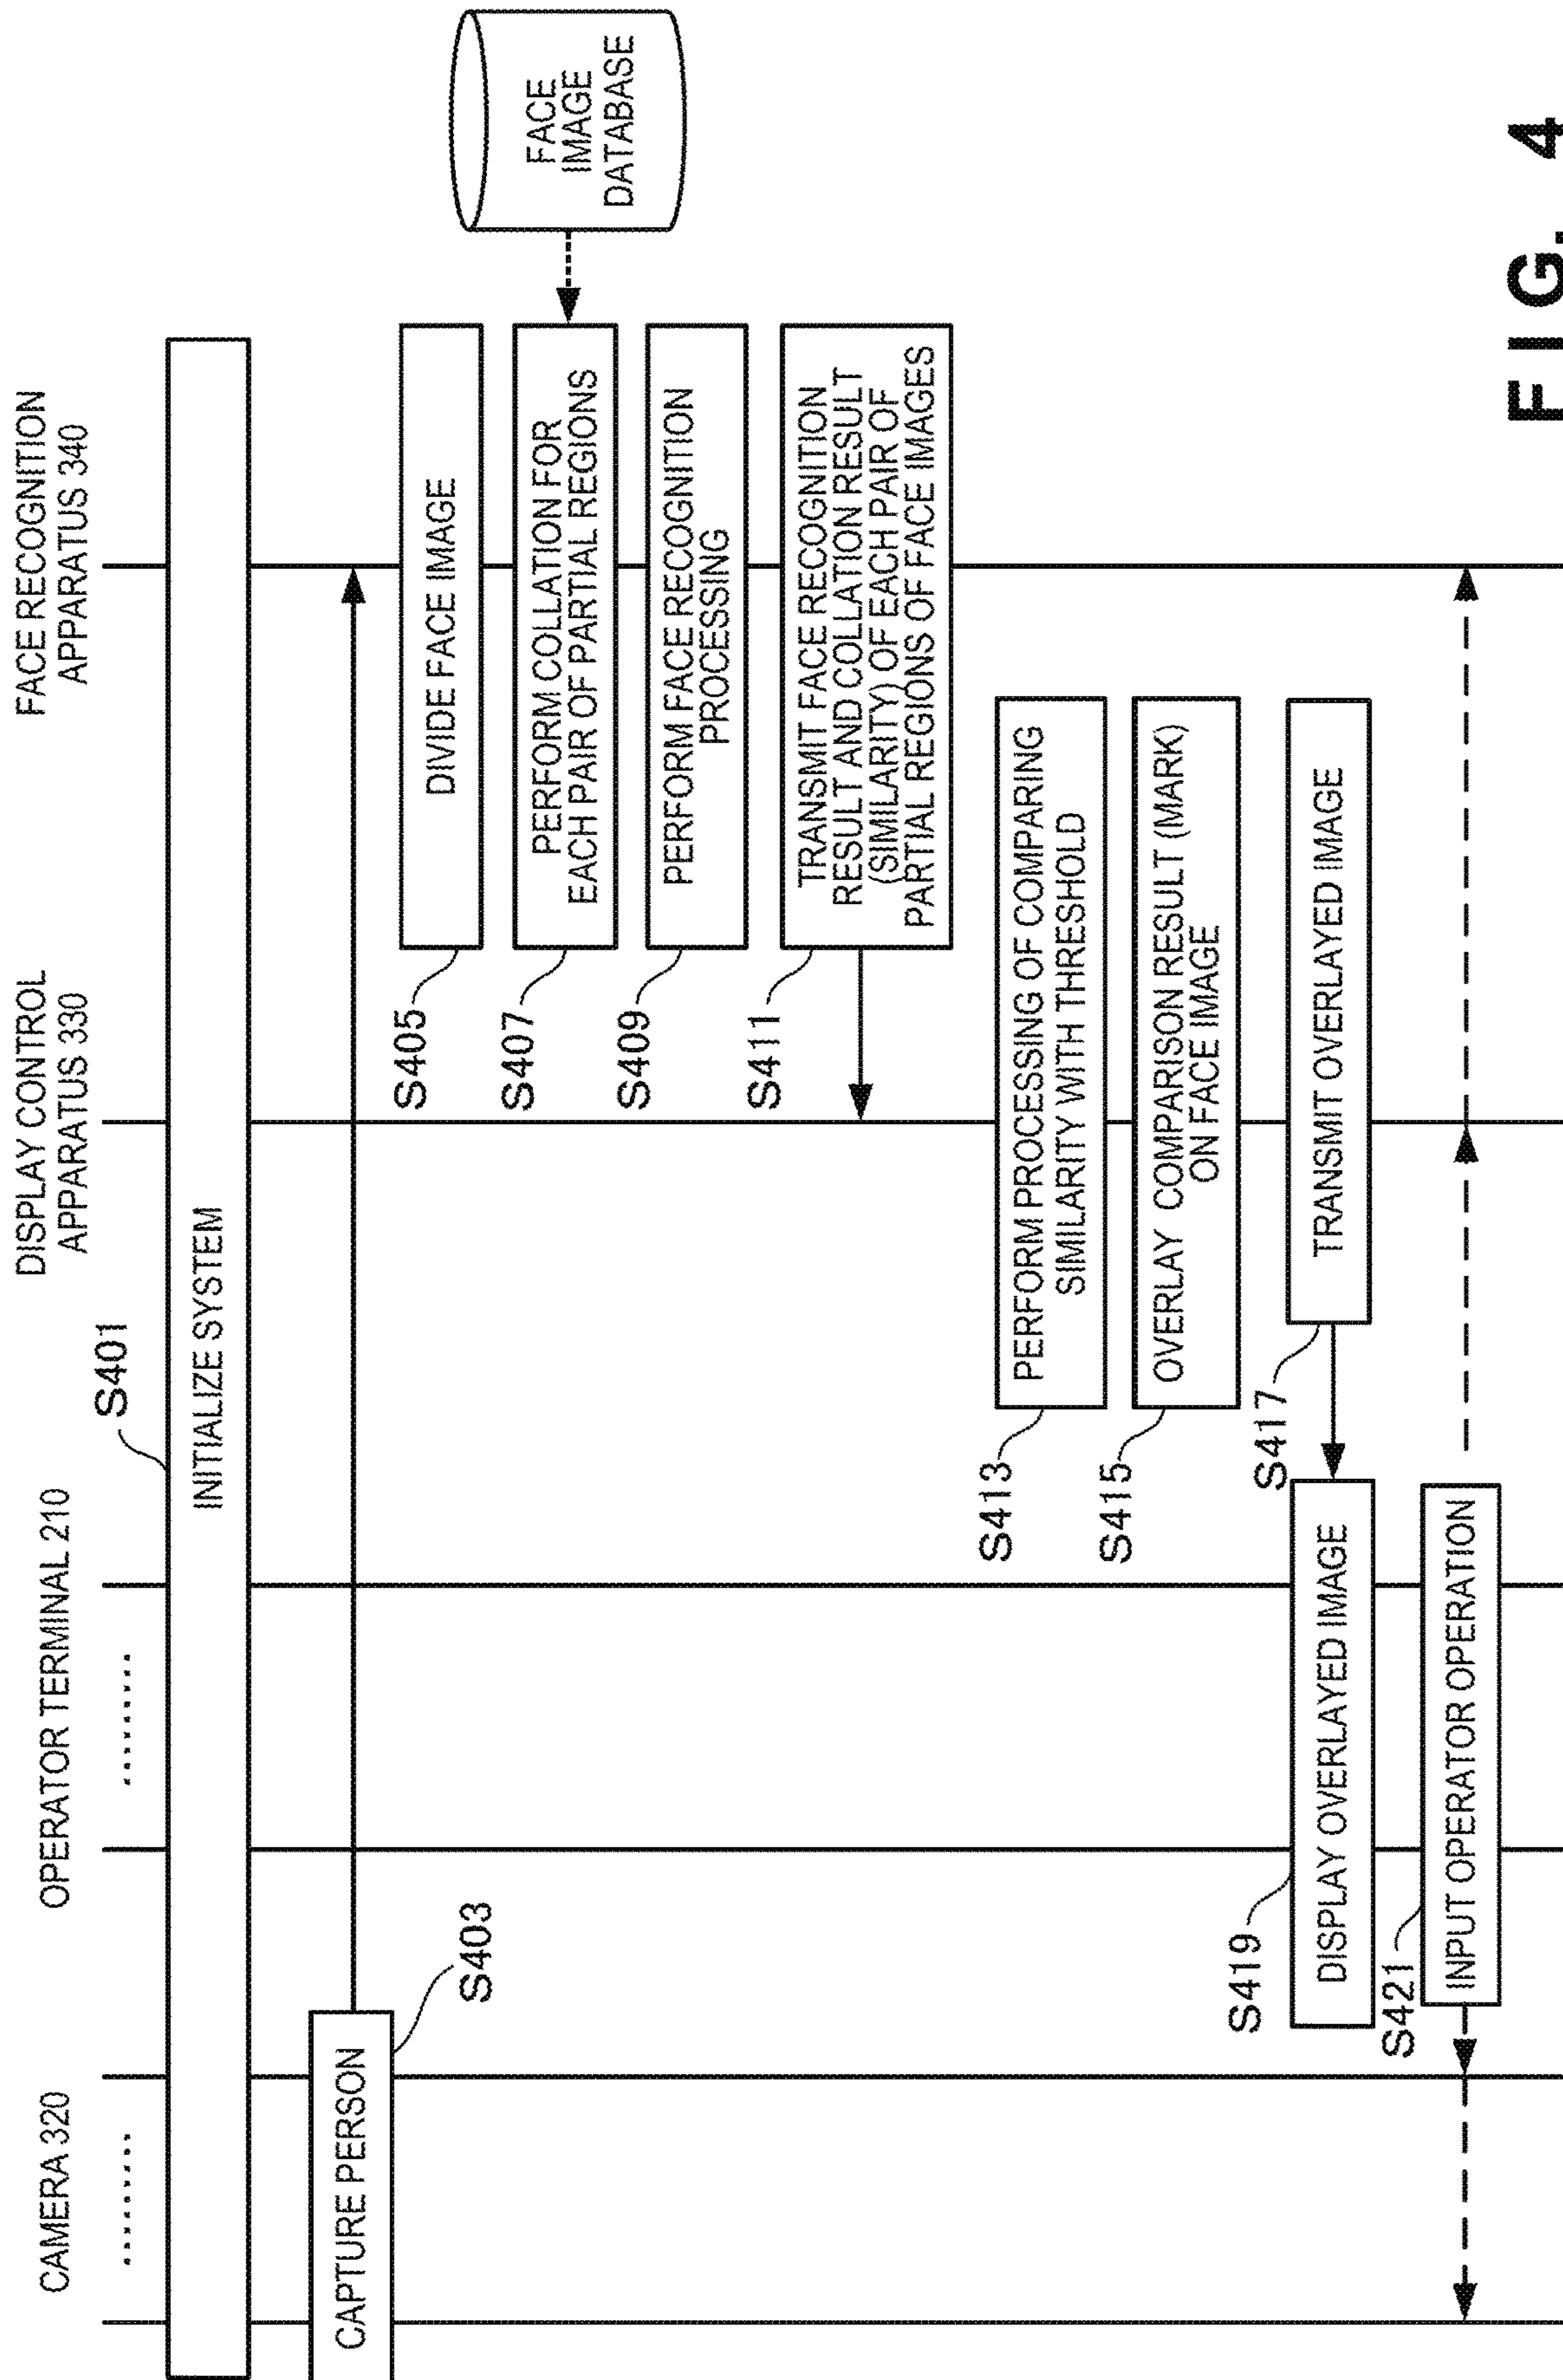 CAMERA 320
OPERATOR TERMINAL 210
DISPLAY CONTROL
APPARATUS 330
FACE RECOGNITION
APPARATUS 340
S401
INITIALIZE SYSTEM
CAPTURE PERSON
S403
S405
DIVIDE FACE IMAGE
S407
PERFORM COLLATION FOR
EACH PAIR OF PARTIAL REGIONS
FACE
IMAGE
DATABASE
S409
PERFORM FACE RECOGNITION
PROCESSING
S411
TRANSMIT FACE RECOGNITION
RESULT AND COLLATION RESULT
(SIMILARITY) OF EACH PAIR OF
PARTIAL REGIONS OF FACE IMAGES
S413
PERFORM PROCESSING OF COMPARING
SIMILARITY WITH THRESHOLD
S415
OVERLAY COMPARISON RESULT (MARK)
ON FACE IMAGE
S417
TRANSMIT OVERLAYED IMAGE
S419
DISPLAY OVERLAYED IMAGE
S421
INPUT OPERATOR OPERATION
FIG. 4